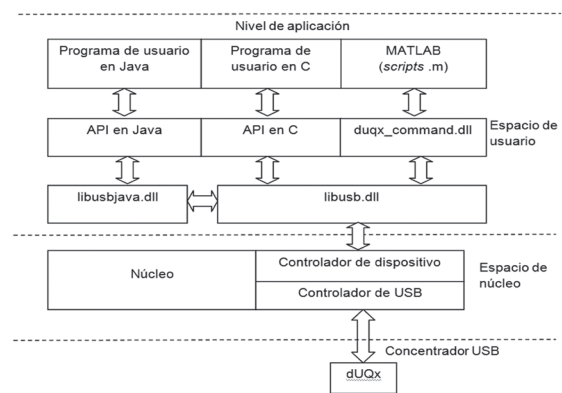 Nivel de aplicación
Programa de usuario
en Java
Programa de
usuario en C
MATLAB
(scripts .m)
API en Java
API en C
duqx_command.dll
Espacio de
usuario
libusbjava.dll
libusb.dll
Núcleo
Controlador de dispositivo
Controlador de USB
Espacio de
núcleo
Concentrador USB
dUQx